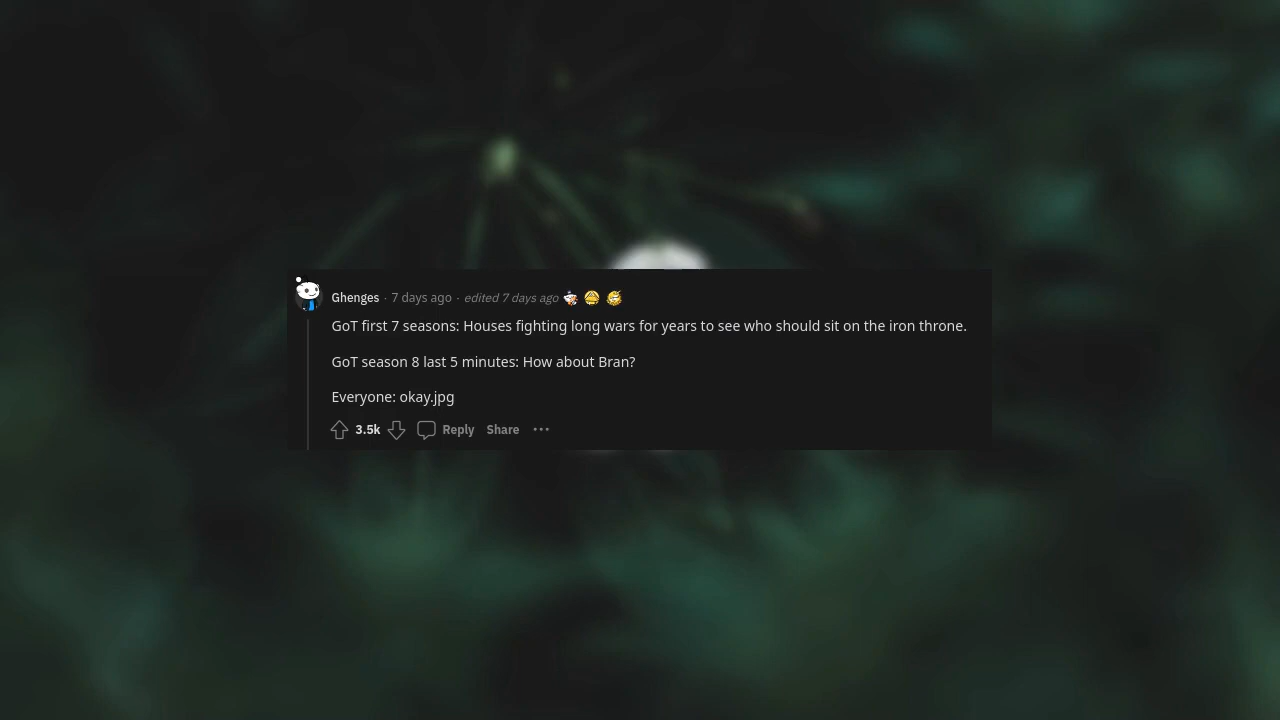 Ghenges · 7 days ago · edited 7 days ago
GoT first 7 seasons: Houses fighting long wars for years to see who should sit on the iron throne.
GoT season 8 last 5 minutes: How about Bran?
Everyone: okay.jpg
3.5k Reply Share ···